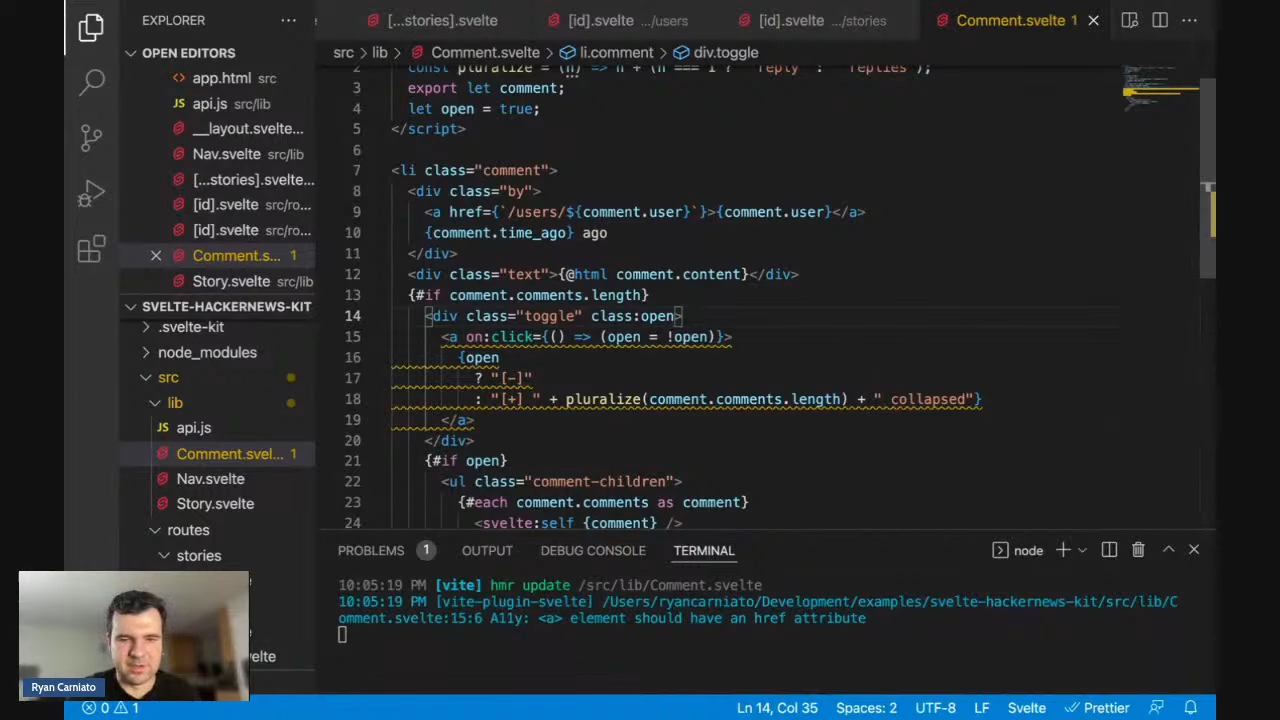 EXPLORER
[...stories].svelte
[id].svelte .../users
[id].svelte .../stories
Comment.svelte 1
OPEN EDITORS
app.html src
api.js src/lib
__layout.svelte...
Nav.svelte src/lib
[...stories].svelte...
[id].svelte src/ro...
[id].svelte src/ro...
Comment.s... 1
Story.svelte src/lib
SVELTE-HACKERNEWS-KIT
.svelte-kit
node_modules
src
lib
api.js
Comment.svel... 1
Nav.svelte
Story.svelte
routes
stories
src > lib > Comment.svelte > li.comment > div.toggle
2 const pluralize = (n) => n + (n === 1 ? " reply" : " replies");
3 export let comment;
4 let open = true;
5 </script>
6
7 <li class="comment">
8 <div class="by">
9 <a href={`/users/${comment.user}`}>{comment.user}</a>
10 {comment.time_ago} ago
11 </div>
12 <div class="text">{@html comment.content}</div>
13 {#if comment.comments.length}
14 <div class="toggle" class:open>
15 <a on:click={() => (open = !open)}>
16 {open
17 ? "[-]"
18 : "[+] " + pluralize(comment.comments.length) + " collapsed"}
19 </a>
20 </div>
21 {#if open}
22 <ul class="comment-children">
23 {#each comment.comments as comment}
24 <svelte:self {comment} />
PROBLEMS 1 OUTPUT DEBUG CONSOLE TERMINAL
node
10:05:19 PM [vite] hmr update /src/lib/Comment.svelte
10:05:19 PM [vite-plugin-svelte] /Users/ryancarniato/Development/examples/svelte-hackernews-kit/src/lib/C
omment.svelte:15:6 A11y: <a> element should have an href attribute
Ryan Carniato
0 1
Ln 14, Col 35 Spaces: 2 UTF-8 LF Svelte Prettier